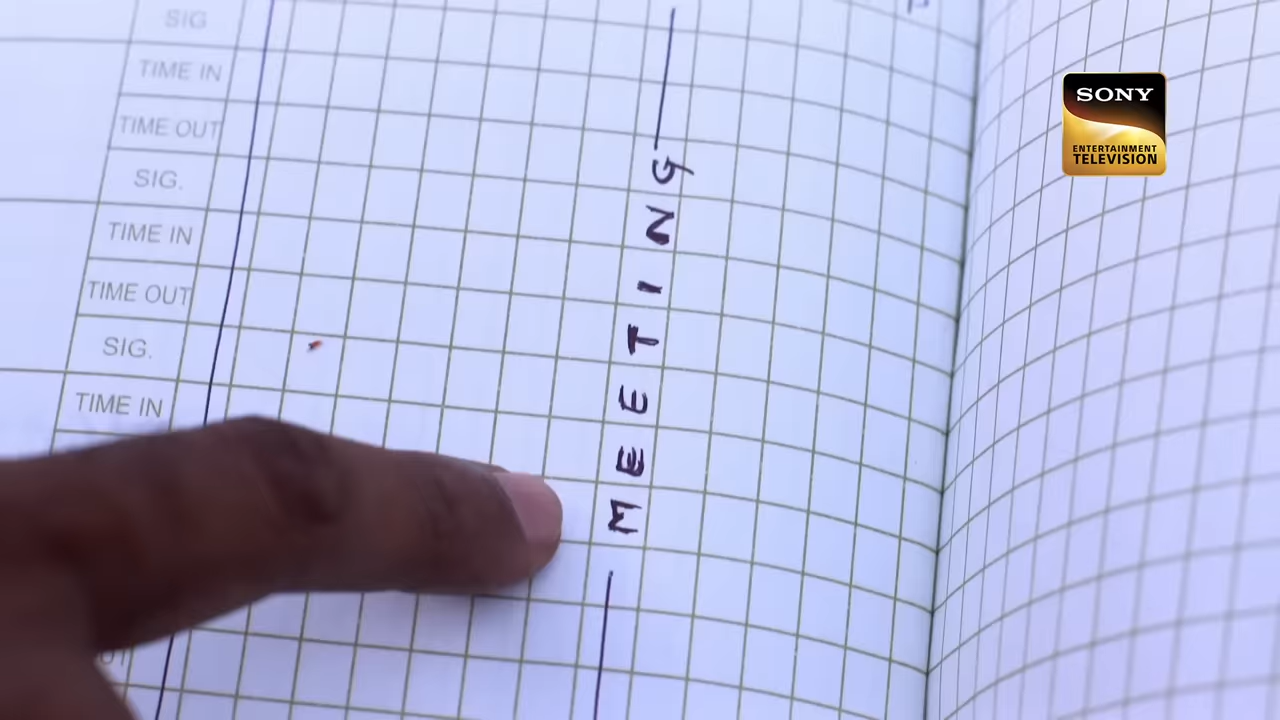 SIG
TIME IN
TIME OUT
SIG.
TIME IN
TIME OUT
SIG.
TIME IN
MEETING
SONY
ENTERTAINMENT
TELEVISION